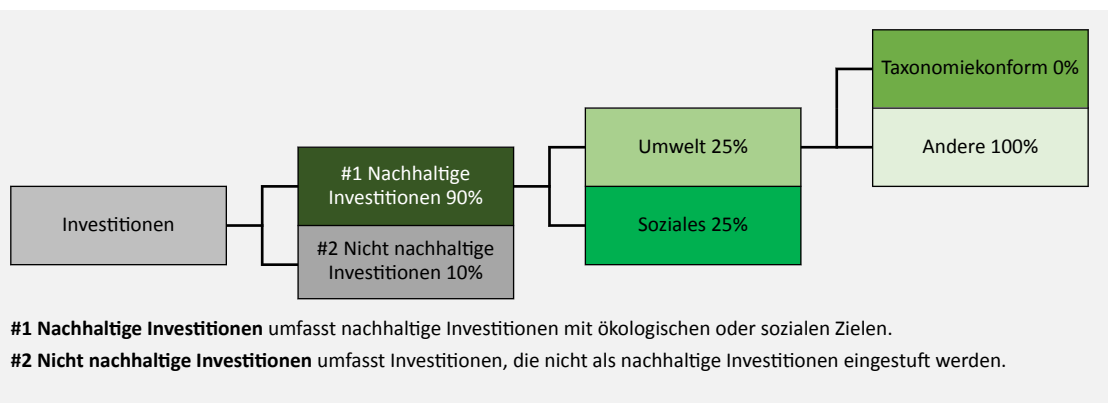 Taxonomiekonform 0%
Umwelt 25%
Andere 100%
#1 Nachhaltige
Investitionen 90%
Investitionen
Soziales 25%
#2 Nicht nachhaltige
Investitionen 10%
#1 Nachhaltige Investitionen umfasst nachhaltige Investitionen mit ökologischen oder sozialen Zielen.
#2 Nicht nachhaltige Investitionen umfasst Investitionen, die nicht als nachhaltige Investitionen eingestuft werden.